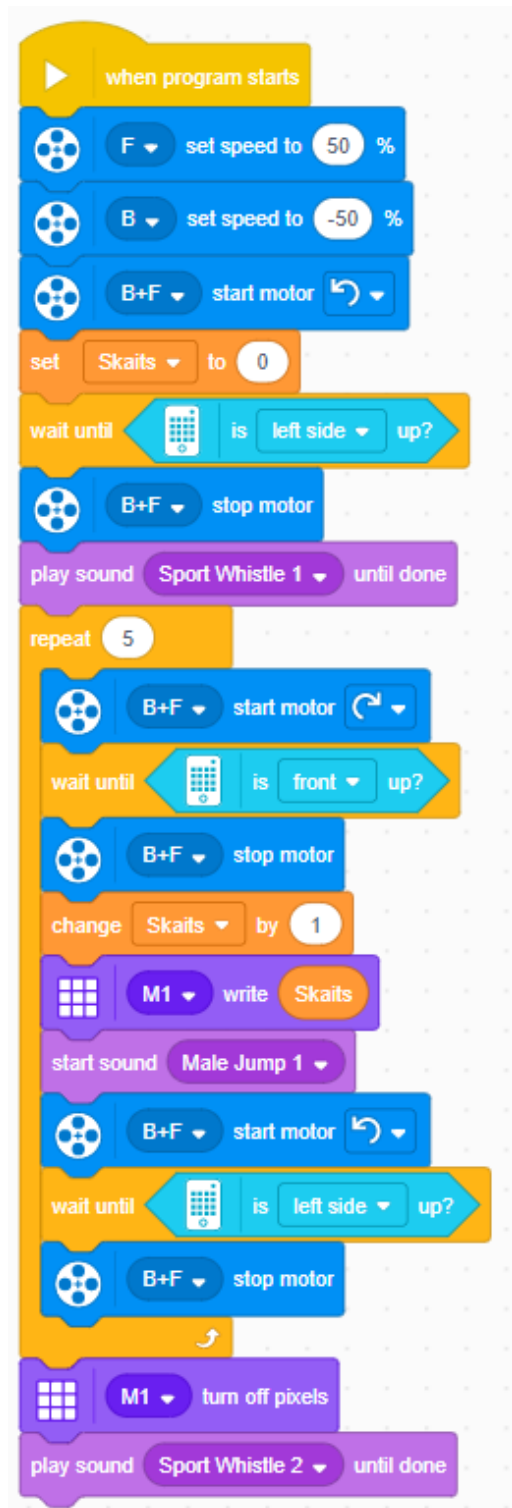 when program starts
F set speed to 50 %
B set speed to -50 %
B+F start motor
set Skaits to 0
wait until is left side up?
B+F stop motor
play sound Sport Whistle 1 until done
repeat 5
B+F start motor
wait until is front up?
B+F stop motor
change Skaits by 1
M1 write Skaits
start sound Male Jump 1
B+F start motor
wait until is left side up?
B+F stop motor
M1 turn off pixels
play sound Sport Whistle 2 until done